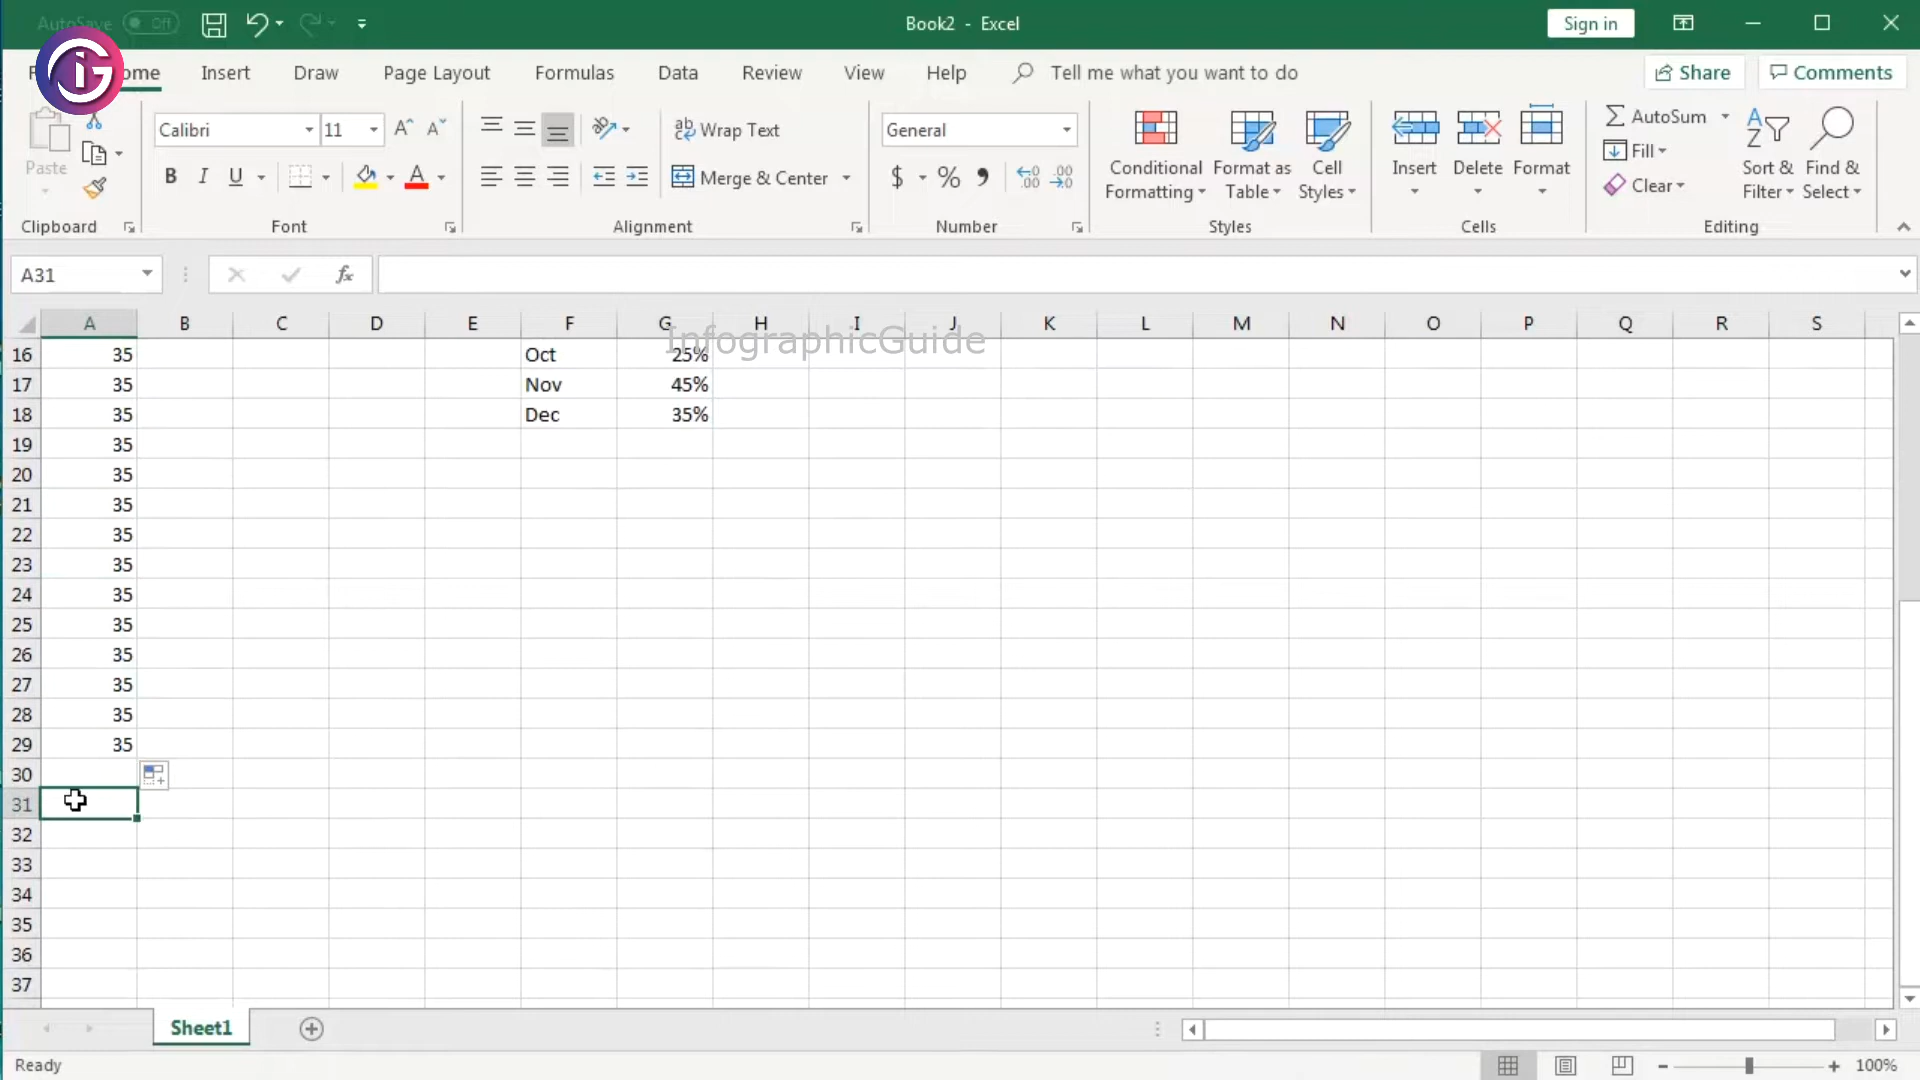 AutoSave Off
Book2 - Excel
Sign in
Home Insert Draw Page Layout Formulas Data Review View Help Tell me what you want to do
Share Comments
Paste
Calibri 11
Wrap Text
General
Conditional Formatting
Format as Table
Cell Styles
Insert
Delete
Format
AutoSum
Fill
Clear
Sort & Filter
Find & Select
B I U A
Merge & Center
$ % , .00
Clipboard Font Alignment Number Styles Cells Editing
A31 fx
A B C D E F G H I J K L M N O P Q R S
InfographicGuide
16 35 Oct 25%
17 35 Nov 45%
18 35 Dec 35%
19 35
20 35
21 35
22 35
23 35
24 35
25 35
26 35
27 35
28 35
29 35
30
31
32
33
34
35
36
37
Sheet1
Ready
100%